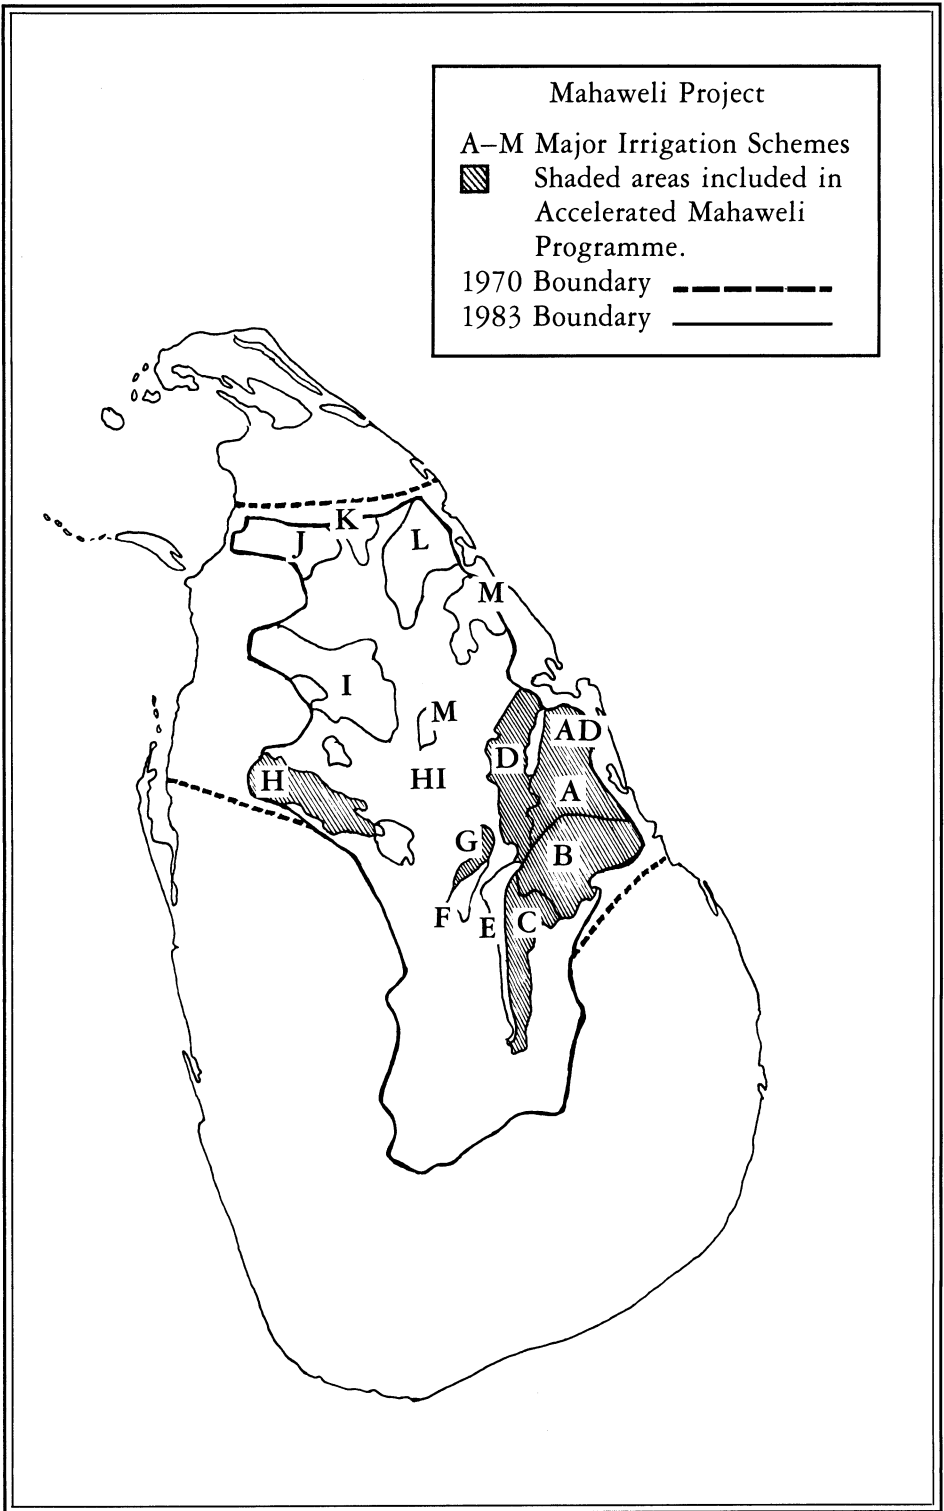 Mahaweli Project
A–M Major Irrigation Schemes
Shaded areas included in
Accelerated Mahaweli
Programme.
1970 Boundary
1983 Boundary
K
J
L
M
I
M
AD
D
H
HI
A
G
B
F
E
C